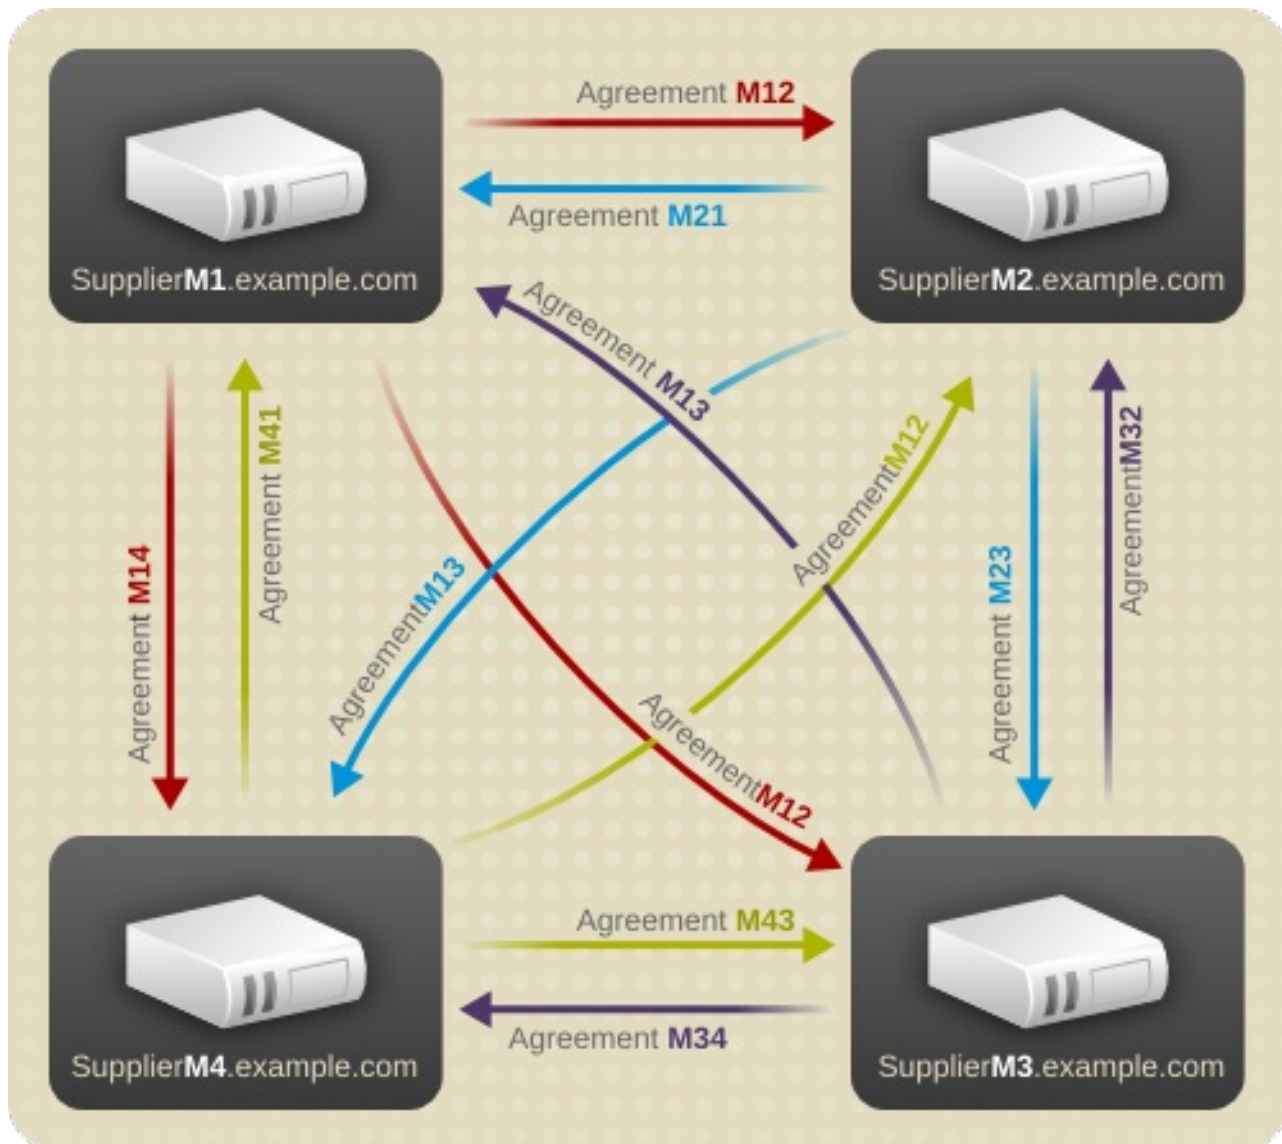 Agreement M12
Agreement M21
SupplierM1.example.com
SupplierM2.example.com
Agreement M13
Agreement M41
AgreementM12
AgreementM32
Agreement M14
AgreementM13
Agreement M23
AgreementM12
Agreement M43
Agreement M34
SupplierM4.example.com
SupplierM3.example.com